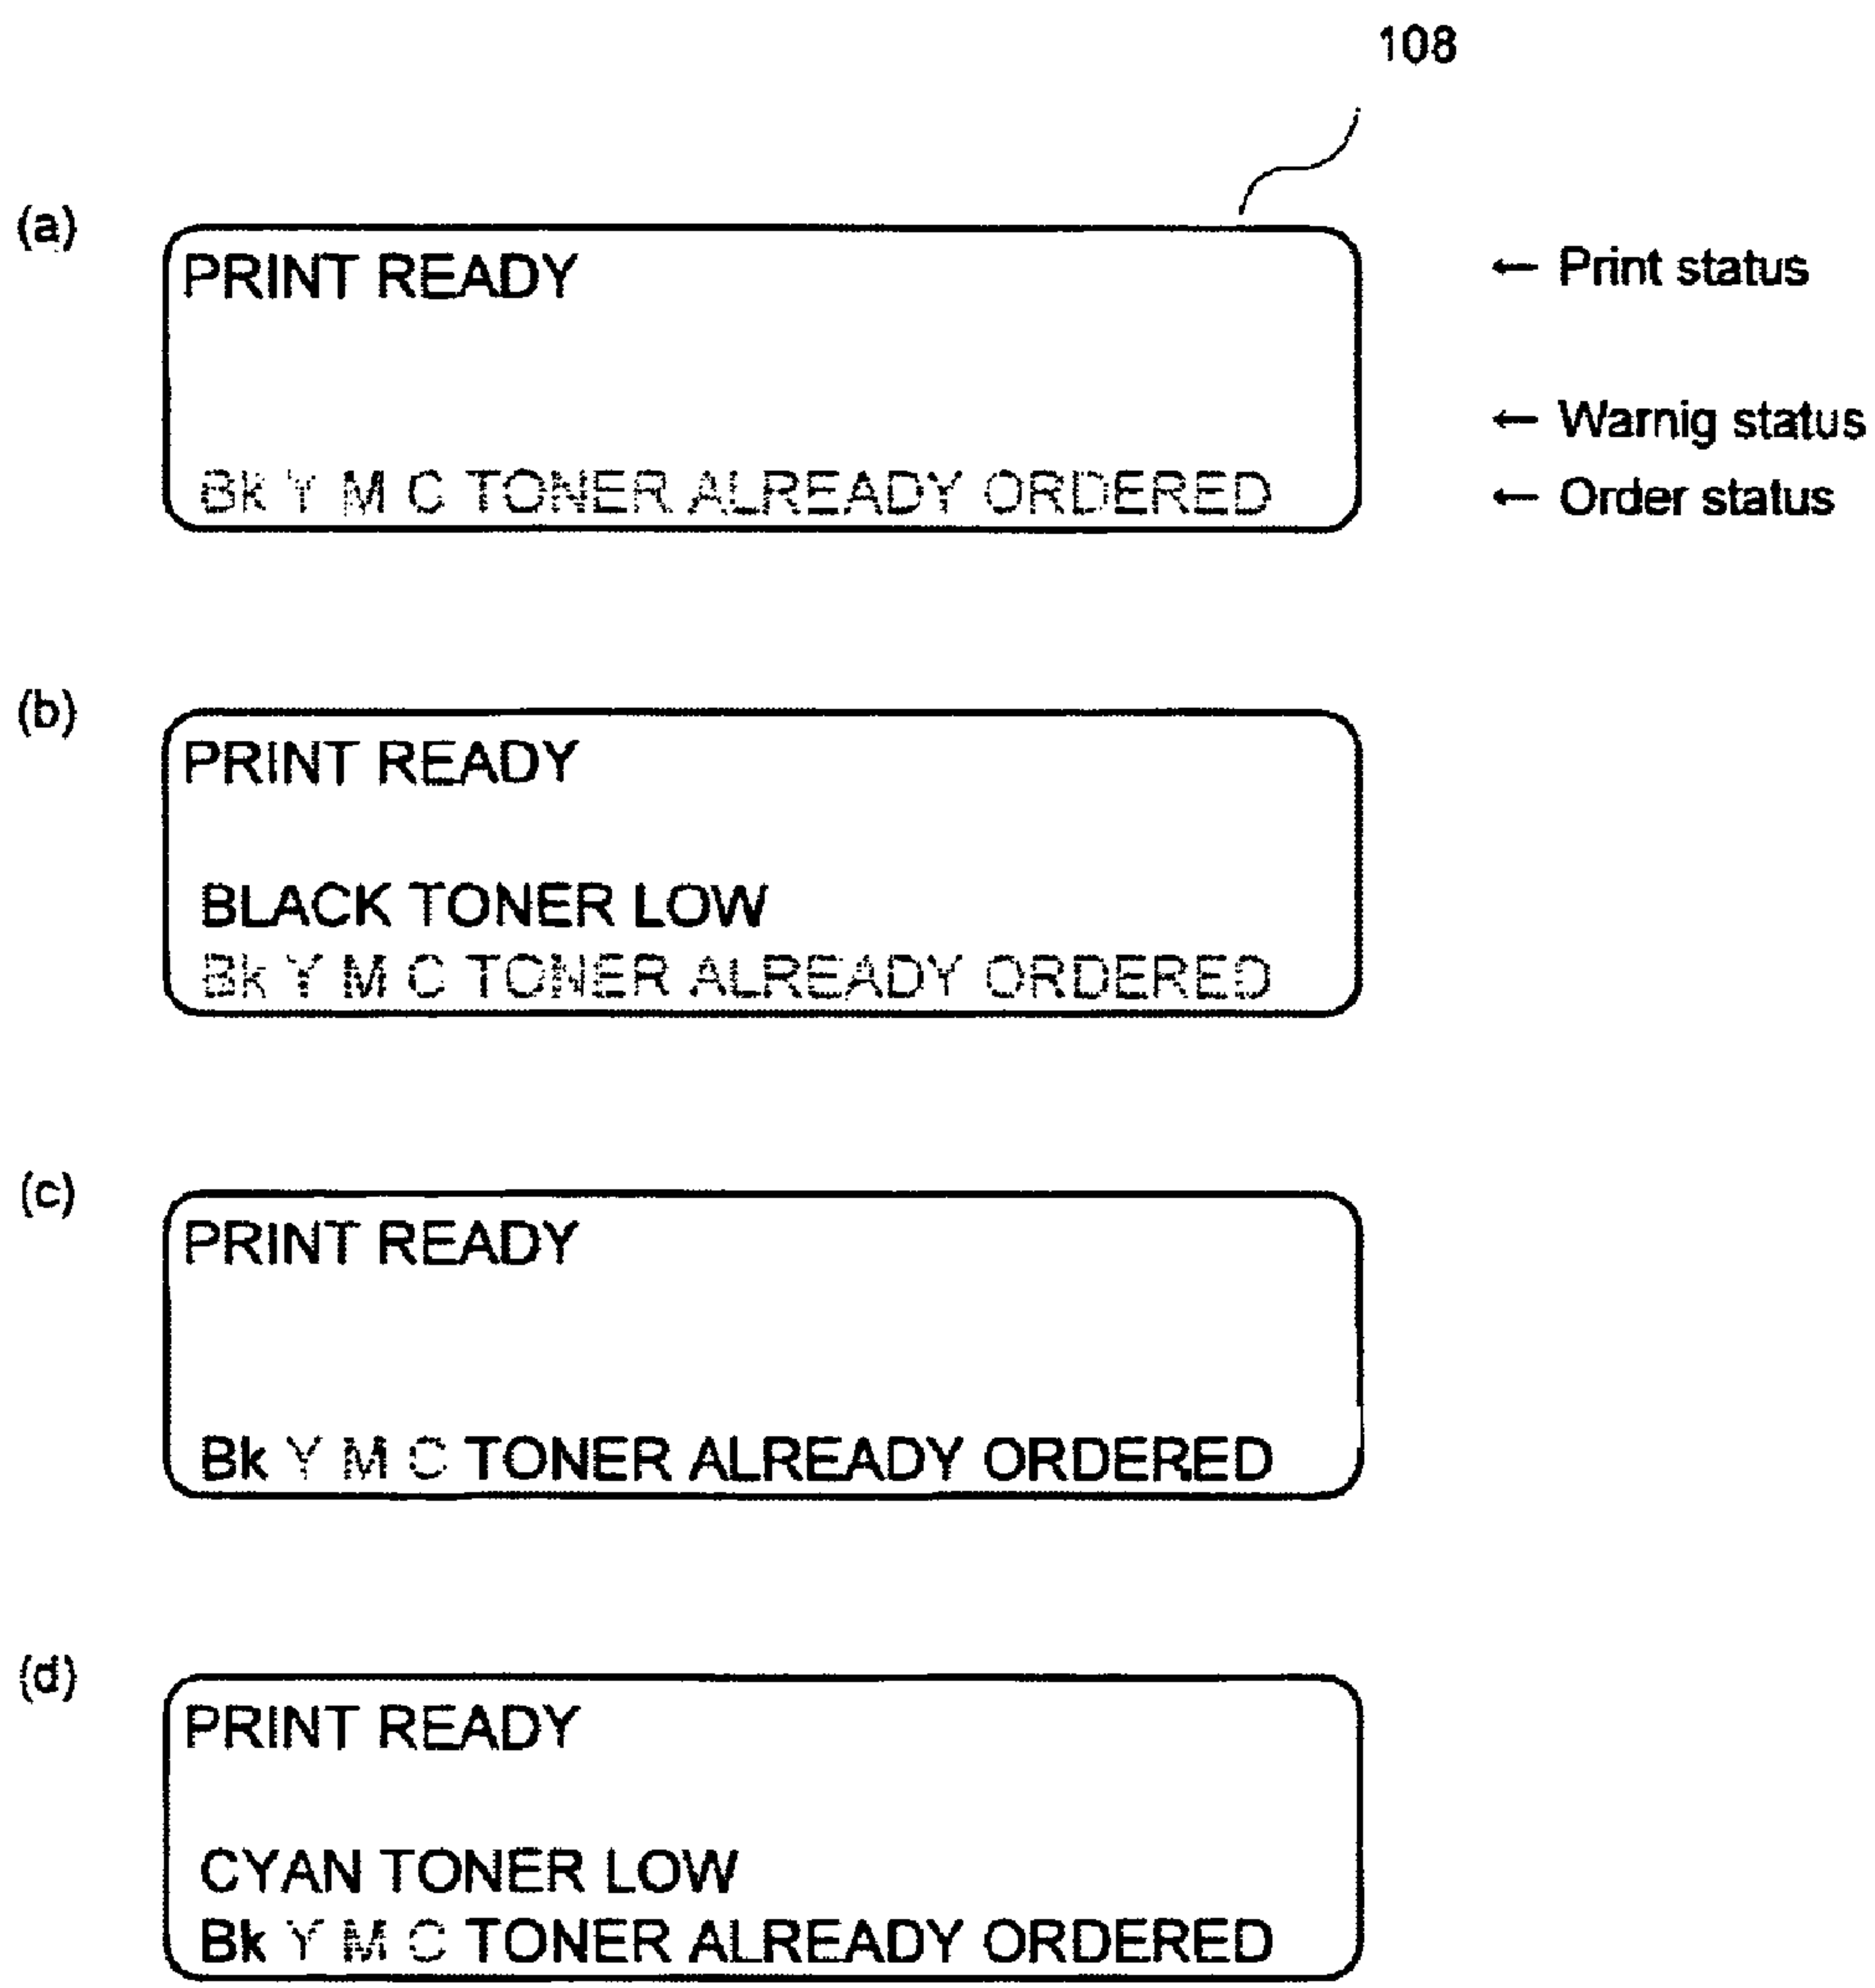 108
(a)
PRINT READY
← Print status
← Warnig status
Bk Y M C TONER ALREADY ORDERED
← Order status
(b)
PRINT READY
BLACK TONER LOW
Bk Y M C TONER ALREADY ORDERED
(c)
PRINT READY
Bk Y M C TONER ALREADY ORDERED
(d)
PRINT READY
CYAN TONER LOW
Bk Y M C TONER ALREADY ORDERED